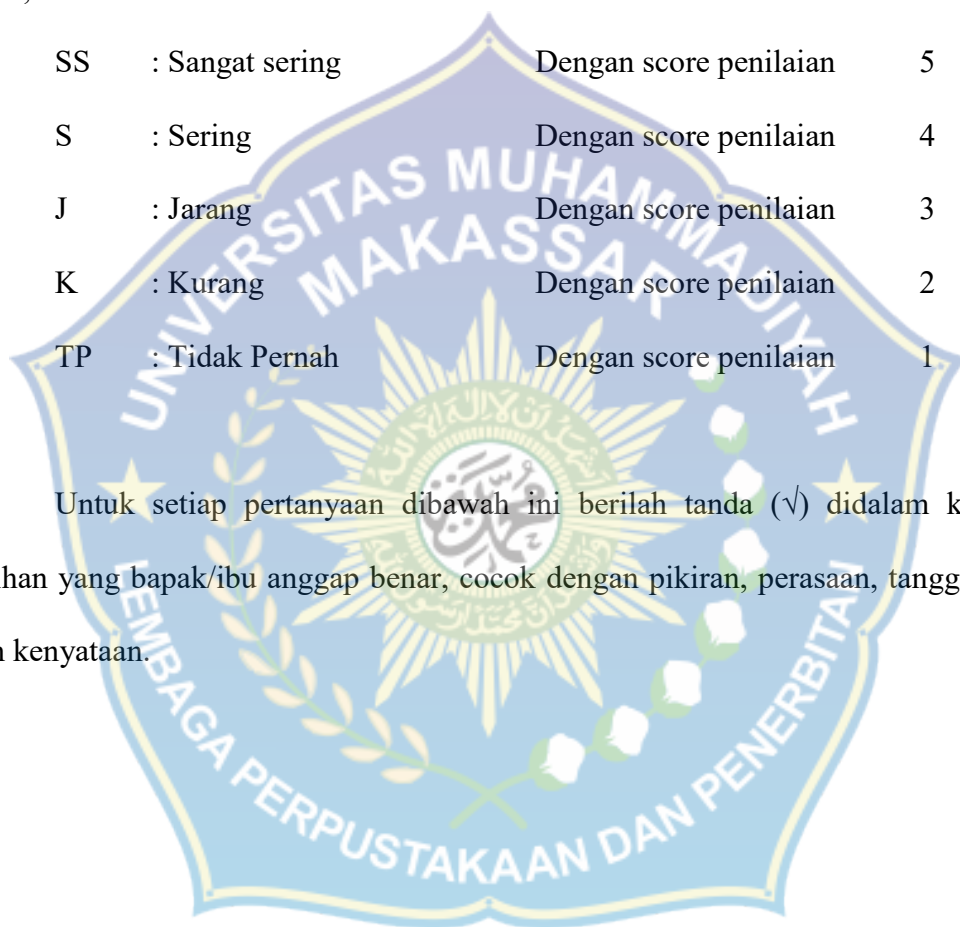 SS : Sangat sering Dengan score penilaian 5
S : Sering Dengan score penilaian 4
J : Jarang Dengan score penilaian 3
K : Kurang Dengan score penilaian 2
TP : Tidak Pernah Dengan score penilaian 1
Untuk setiap pertanyaan dibawah ini berilah tanda (√) didalam
yang bapak/ibu anggap benar, cocok dengan pikiran, perasaan,
kenyataan.
UNIVERSITAS MUHAMMADIYAH
MAKASSAR
LEMBAGA PERPUSTAKAAN DAN PENERBITAN